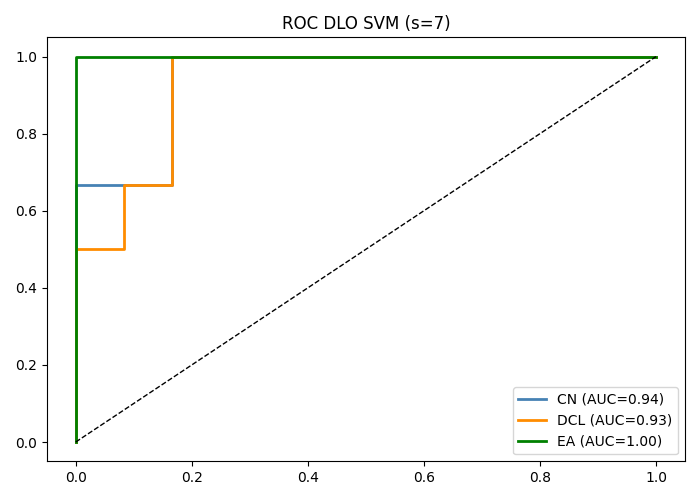 ROC DLO SVM (s=7)
1.0
0.8
0.6
0.4
0.2
0.0
0.0 0.2 0.4 0.6 0.8 1.0
CN (AUC=0.94)
DCL (AUC=0.93)
EA (AUC=1.00)